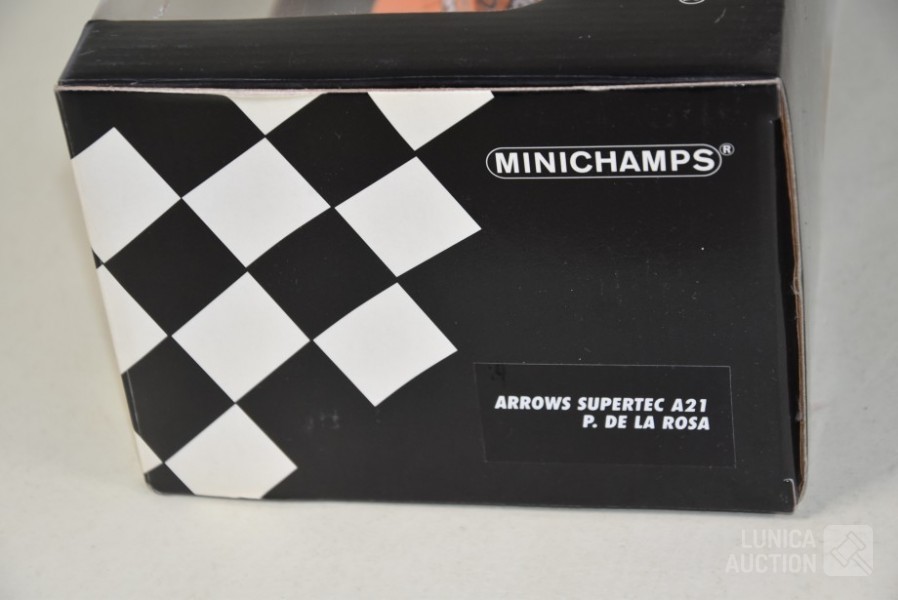 MINICHAMPS®
ARROWS SUPERTEC A21
P. DE LA ROSA
LUNICA
AUCTION